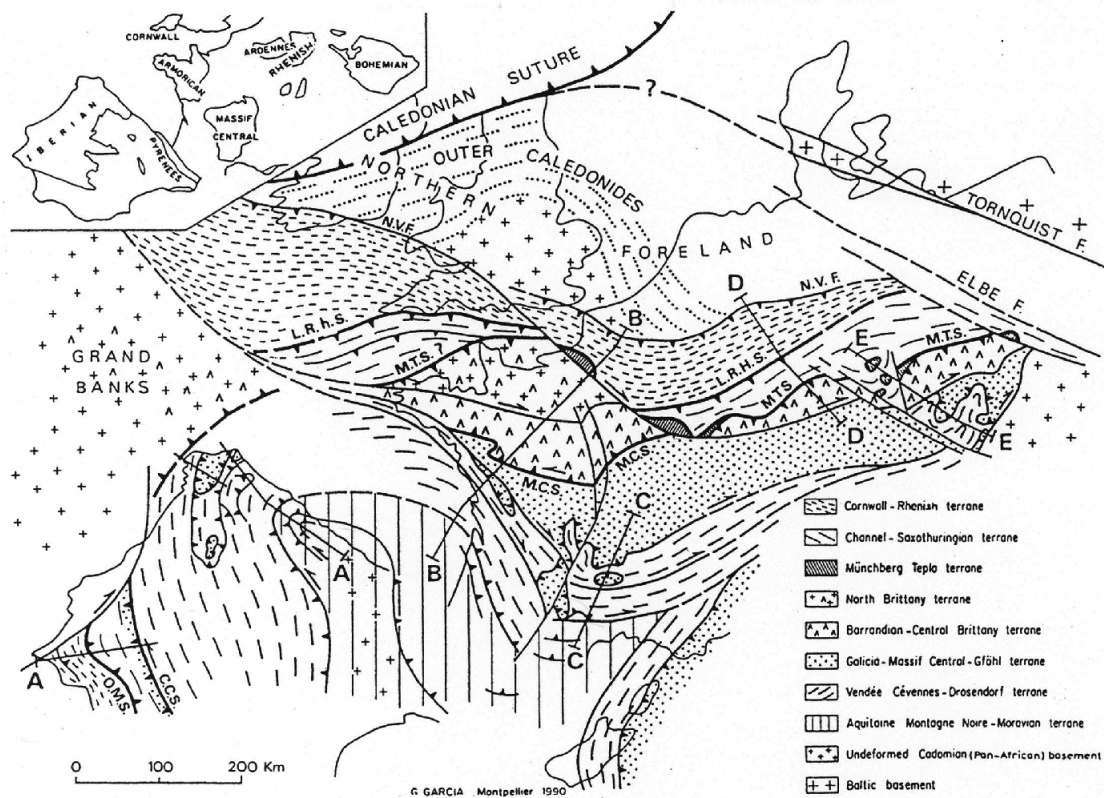 CORNWALL
ARDENNES
RHENISH
BOHEMIAN
ARMORICAN
MASSIF
CENTRAL
IBERIAN
PYRENEES
CALEDONIAN SUTURE
?
OUTER CALEDONIDES
NORTHERN
FORELAND
TORNQUIST F.
ELBE F.
N.V.F.
N.V.F.
D
B
E
L.R.h.S.
L.R.H.S.
M.T.S.
M.T.S.
M.T.S
GRAND
BANKS
D
E
M.C.S.
M.C.S.
C
A
B
C
A
O.M.S.
C.C.S.
Cornwall-Rhenish terrane
Channel-Saxothuringian terrane
Münchberg Tepla terrane
North Brittany terrane
Barrandian-Central Brittany terrane
Galicia-Massif Central-Gföhl terrane
Vendée Cévennes-Drosendorf terrane
Aquitaine Montagne Noire-Moravian terrane
Undeformed Cadomian (Pan-African) basement
Baltic basement
0 100 200 Km
G GARCIA Montpellier 1990